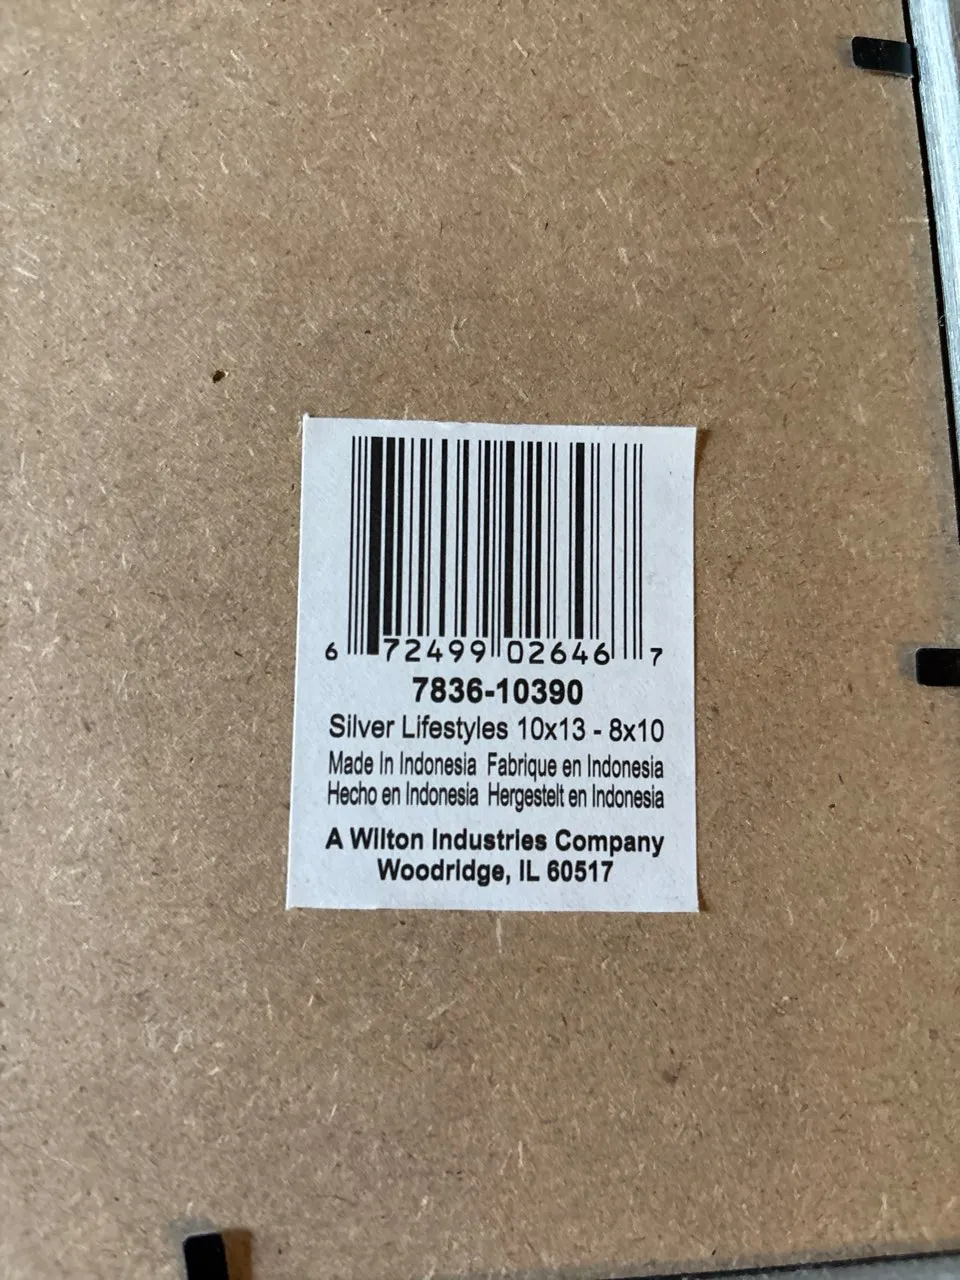 6 72499 02646 7
7836-10390
Silver Lifestyles 10x13 - 8x10
Made In Indonesia Fabrique en Indonesia
Hecho en Indonesia Hergestelt en Indonesia
A Wilton Industries Company
Woodridge, IL 60517